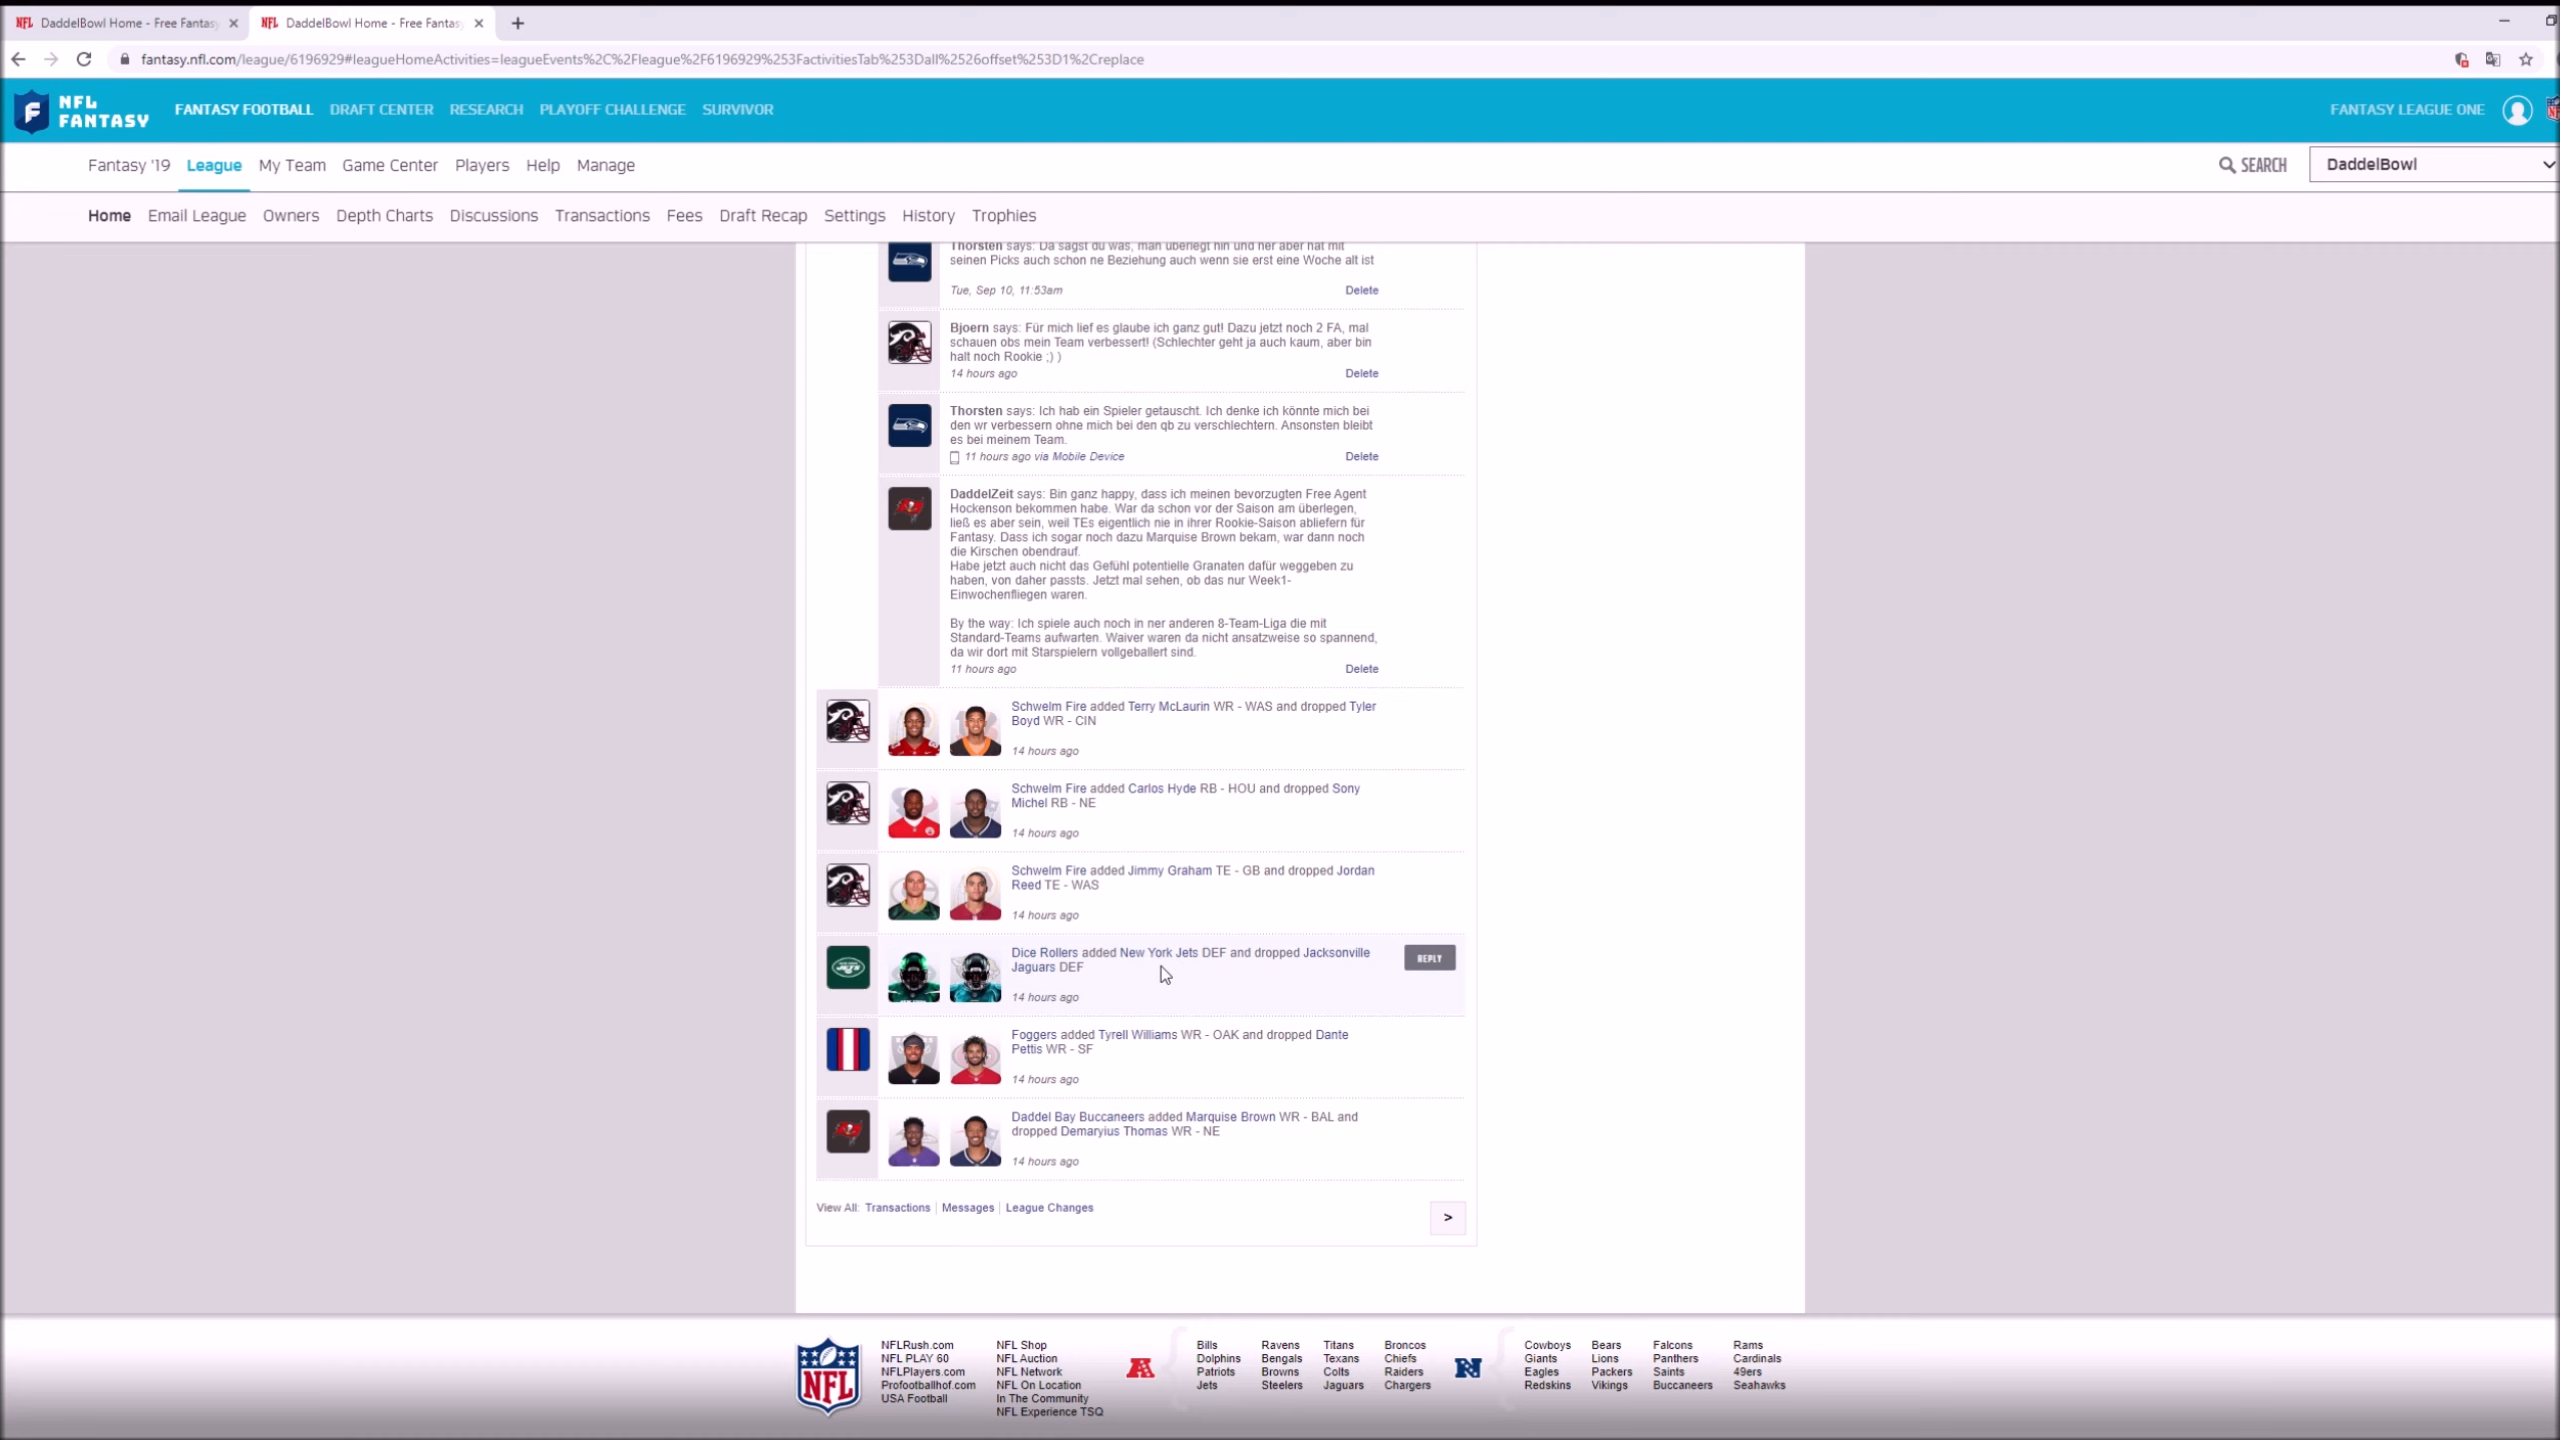 NFL DaddelBowl Home - Free Fantas
NFL DaddelBowl Home - Free Fantas
fantasy.nfl.com/league/6196929#leagueHomeActivities=leagueEvents%2C%2Fleague%2F6196929%253FactivitiesTab%253Dall%2526offset%253D1%2Creplace
NFL FANTASY
FANTASY FOOTBALL DRAFT CENTER RESEARCH PLAYOFF CHALLENGE SURVIVOR
FANTASY LEAGUE ONE
Fantasy '19 League My Team Game Center Players Help Manage
SEARCH DaddelBowl
Home Email League Owners Depth Charts Discussions Transactions Fees Draft Recap Settings History Trophies
Thorsten says: Da sagst du was, man überlegt hin und her aber hat mit
seinen Picks auch schon ne Beziehung auch wenn sie erst eine Woche alt ist
Tue, Sep 10, 11:53am Delete
Bjoern says: Für mich lief es glaube ich ganz gut! Dazu jetzt noch 2 FA, mal
schauen obs mein Team verbessert! (Schlechter geht ja auch kaum, aber bin
halt noch Rookie ;) )
14 hours ago Delete
Thorsten says: Ich hab ein Spieler getauscht. Ich denke ich könnte mich bei
den wr verbessern ohne mich bei den qb zu verschlechtern. Ansonsten bleibt
es bei meinem Team.
11 hours ago via Mobile Device Delete
DaddelZeit says: Bin ganz happy, dass ich meinen bevorzugten Free Agent
Hockenson bekommen habe. War da schon vor der Saison am überlegen,
ließ es aber sein, weil TEs eigentlich nie in ihrer Rookie-Saison abliefern für
Fantasy. Dass ich sogar noch dazu Marquise Brown bekam, war dann noch
die Kirschen obendrauf.
Habe jetzt auch nicht das Gefühl potentielle Granaten dafür weggeben zu
haben, von daher passts. Jetzt mal sehen, ob das nur Week1-
Einwochenfliegen waren.
By the way: Ich spiele auch noch in ner anderen 8-Team-Liga die mit
Standard-Teams aufwarten. Waiver waren da nicht ansatzweise so spannend,
da wir dort mit Starspielern vollgeballert sind.
11 hours ago Delete
Schwelm Fire added Terry McLaurin WR - WAS and dropped Tyler
Boyd WR - CIN
14 hours ago
Schwelm Fire added Carlos Hyde RB - HOU and dropped Sony
Michel RB - NE
14 hours ago
Schwelm Fire added Jimmy Graham TE - GB and dropped Jordan
Reed TE - WAS
14 hours ago
Dice Rollers added New York Jets DEF and dropped Jacksonville
Jaguars DEF
REPLY
14 hours ago
Foggers added Tyrell Williams WR - OAK and dropped Dante
Pettis WR - SF
14 hours ago
Daddel Bay Buccaneers added Marquise Brown WR - BAL and
dropped Demaryius Thomas WR - NE
14 hours ago
View All: Transactions | Messages | League Changes
>
NFL
NFLRush.com NFL Shop Bills Ravens Titans Broncos Cowboys Bears Falcons Rams
NFL PLAY 60 NFL Auction Dolphins Bengals Texans Chiefs Giants Lions Panthers Cardinals
NFLPlayers.com NFL Network A Patriots Browns Colts Raiders N Eagles Packers Saints 49ers
Profootballhof.com NFL On Location Jets Steelers Jaguars Chargers Redskins Vikings Buccaneers Seahawks
USA Football In The Community
NFL Experience TSQ